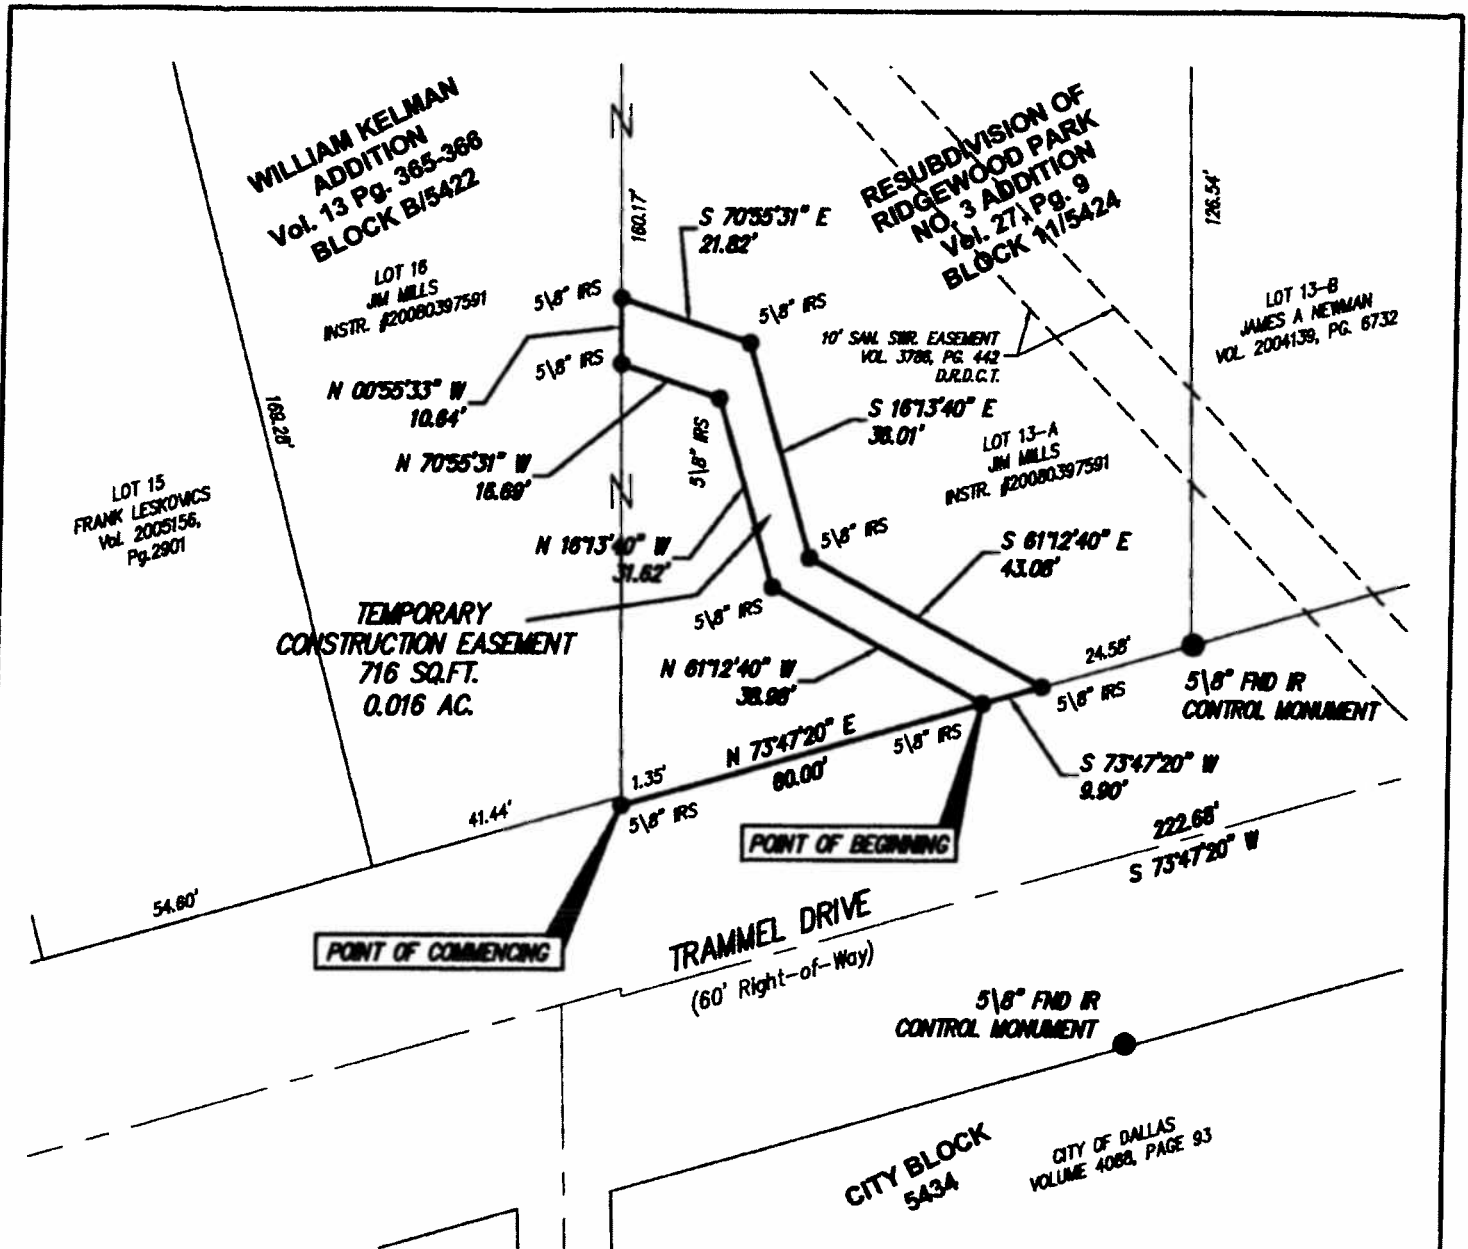 WILLIAM KELMAN
ADDITION
Vol. 13 Pg. 365-366
BLOCK B/5422
RESUBDIVISION OF
RIDGEWOOD PARK
NO. 3 ADDITION
Vol. 27, Pg. 9
BLOCK 11/5424
160.17'
126.54'
S 70°55'31" E
21.82'
LOT 16
JIM MILLS
INSTR. #20080397591
5\8" IRS
5\8" IRS
LOT 13-B
JAMES A NEWMAN
VOL. 2004139, PG. 6732
10' SAN. SWR. EASEMENT
VOL. 3786, PG. 442
D.R.D.C.T.
5\8" IRS
N 00°55'33" W
10.64'
S 16°13'40" E
36.01'
169.28'
N 70°55'31" W
16.69'
5\8" IRS
LOT 13-A
JIM MILLS
INSTR. #20080397591
LOT 15
FRANK LESKOVICS
Vol. 2005156,
Pg.2901
N 16°13'40" W
31.62'
5\8" IRS
S 61°12'40" E
43.06'
TEMPORARY
CONSTRUCTION EASEMENT
716 SQ.FT.
0.016 AC.
5\8" IRS
N 61°12'40" W
38.98'
24.58'
5\8" IRS
5\8" FND IR
CONTROL MONUMENT
N 73°47'20" E
60.00'
5\8" IRS
S 73°47'20" W
9.90'
1.35'
41.44'
5\8" IRS
POINT OF BEGINNING
222.68'
S 73°47'20" W
54.60'
POINT OF COMMENCING
TRAMMEL DRIVE
(60' Right-of-Way)
5\8" FND IR
CONTROL MONUMENT
CITY BLOCK
5434
CITY OF DALLAS
VOLUME 4088, PAGE 93